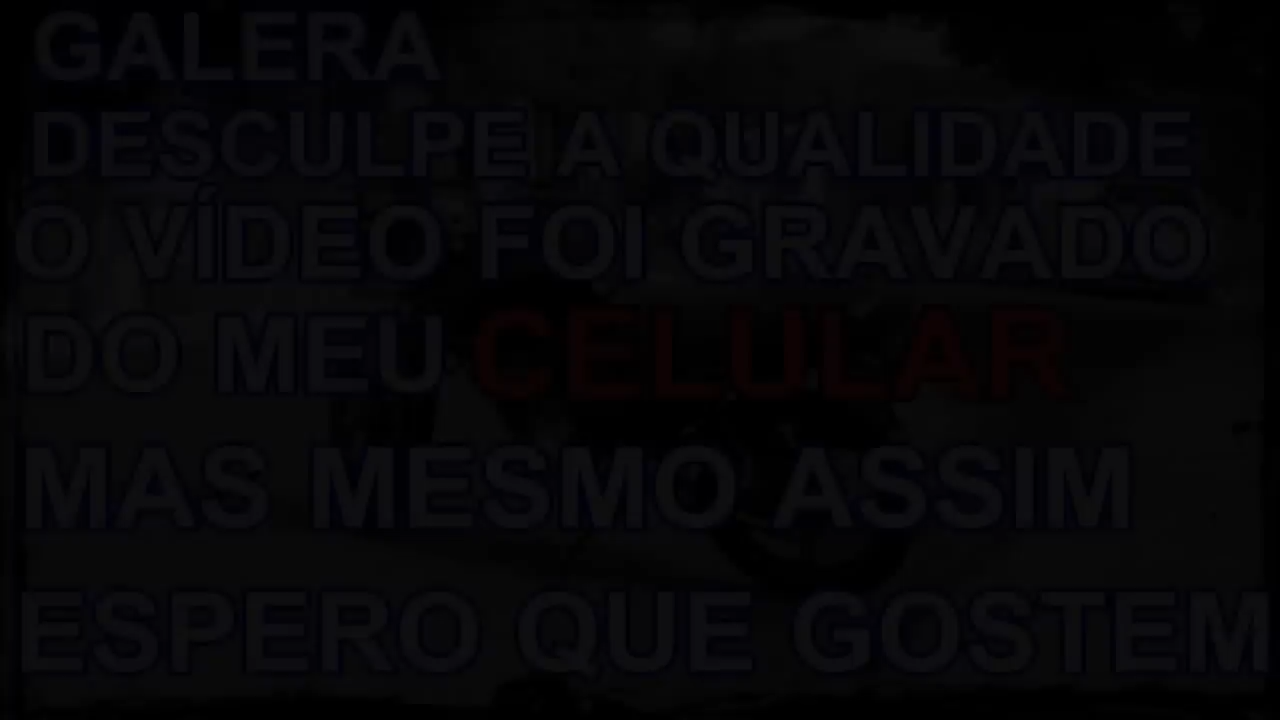 GALERA
DESCULPE A QUALIDADE
O VÍDEO FOI GRAVADO
DO MEU CELULAR
MAS MESMO ASSIM
ESPERO QUE GOSTEM